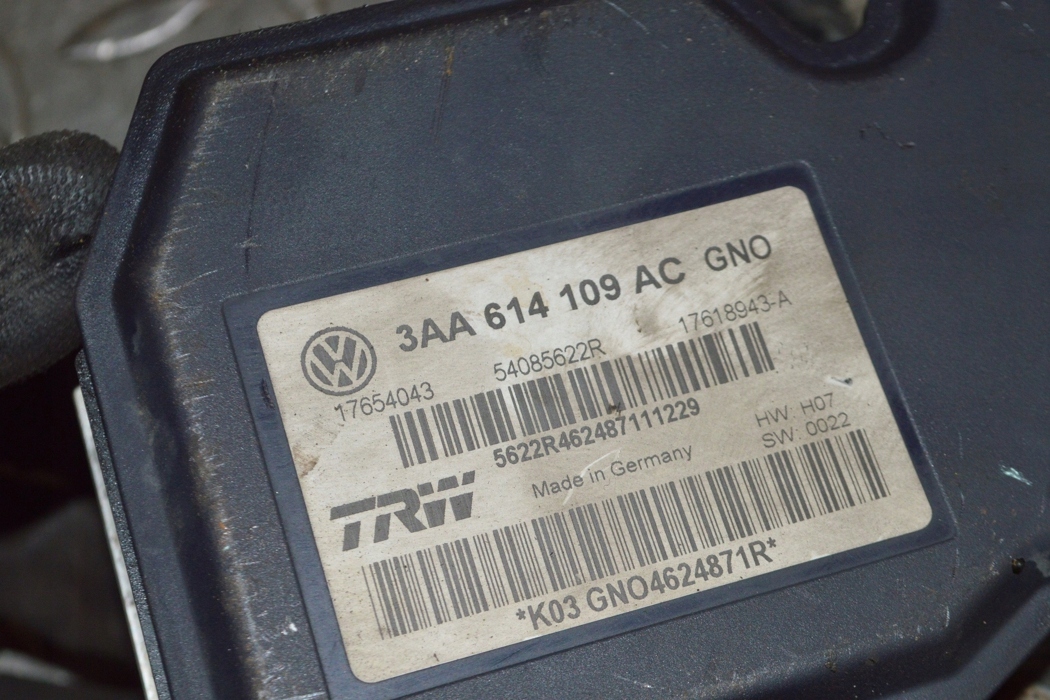 3AA 614 109 AC GNO
17654043 54085622R 17618943-A
5622R462487111229
HW: H07
SW: 0022
TRW Made in Germany
*K03 GNO4624871R*